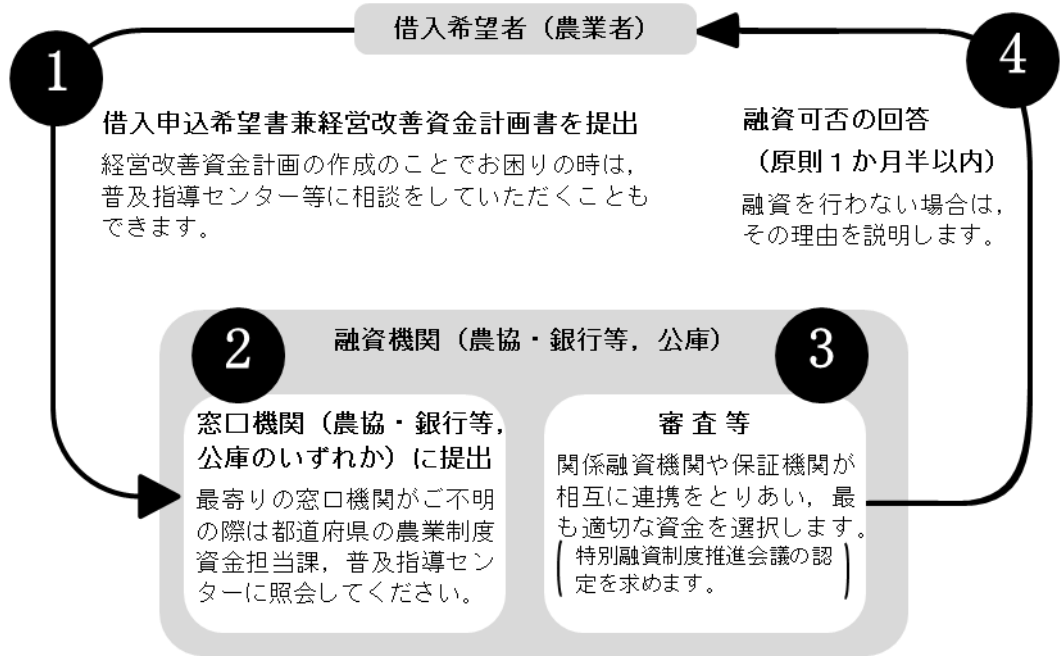 借入希望者（農業者）
1
借入申込希望書兼経営改善資金計画書を提出
経営改善資金計画の作成のことでお困りの時は，
普及指導センター等に相談をしていただくことも
できます。
融資機関（農協・銀行等，公庫）
2
窓口機関（農協・銀行等，
公庫のいずれか）に提出
最寄りの窓口機関がご不明
の際は都道府県の農業制度
資金担当課，普及指導セン
ターに照会してください。
3
審査等
関係融資機関や保証機関が
相互に連携をとりあい，最
も適切な資金を選択します。
（特別融資制度推進会議の認
定を求めます。）
4
融資可否の回答
（原則１か月半以内）
融資を行わない場合は，
その理由を説明します。